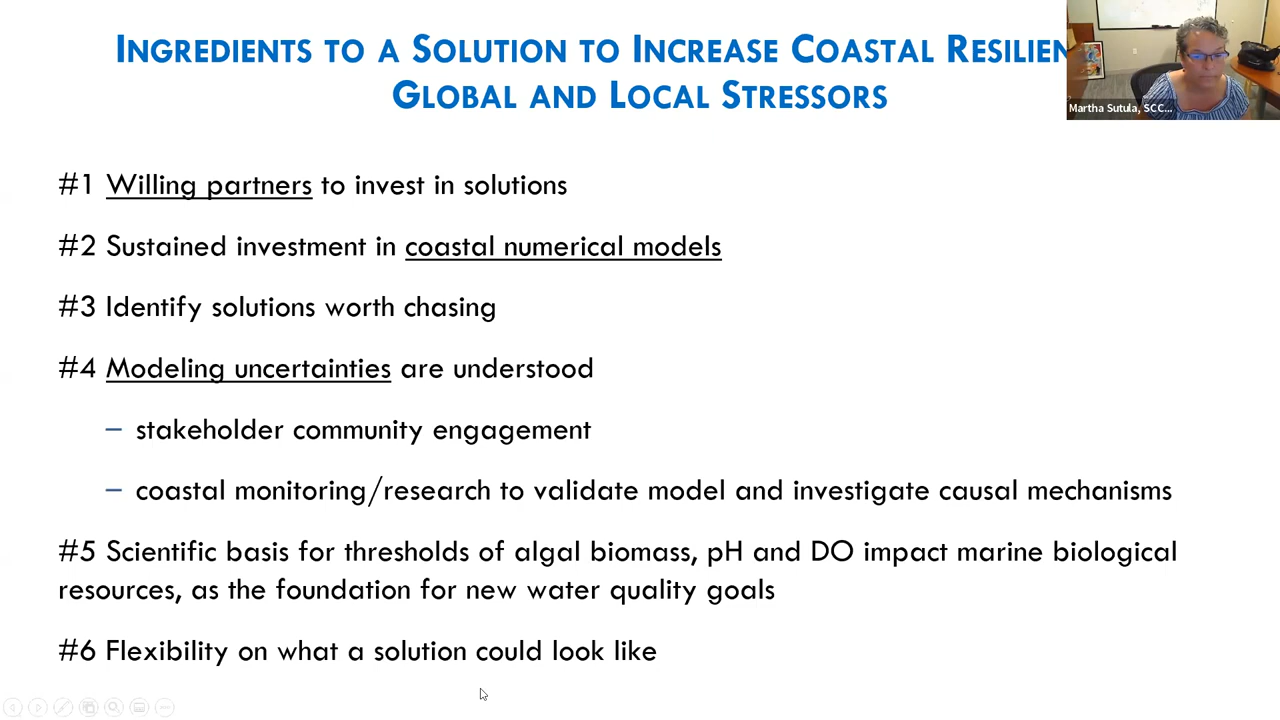 INGREDIENTS TO A SOLUTION TO INCREASE COASTAL RESILIEN
GLOBAL AND LOCAL STRESSORS
Martha Sutula, SCC...
#1 Willing partners to invest in solutions
#2 Sustained investment in coastal numerical models
#3 Identify solutions worth chasing
#4 Modeling uncertainties are understood
– stakeholder community engagement
– coastal monitoring/research to validate model and investigate causal mechanisms
#5 Scientific basis for thresholds of algal biomass, pH and DO impact marine biological
resources, as the foundation for new water quality goals
#6 Flexibility on what a solution could look like